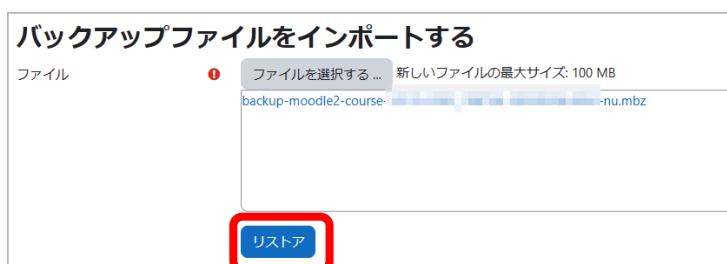 バックアップファイルをインポートする
ファイル
ファイルを選択する ... 新しいファイルの最大サイズ: 100 MB
backup-moodle2-course- -nu.mbz
リストア